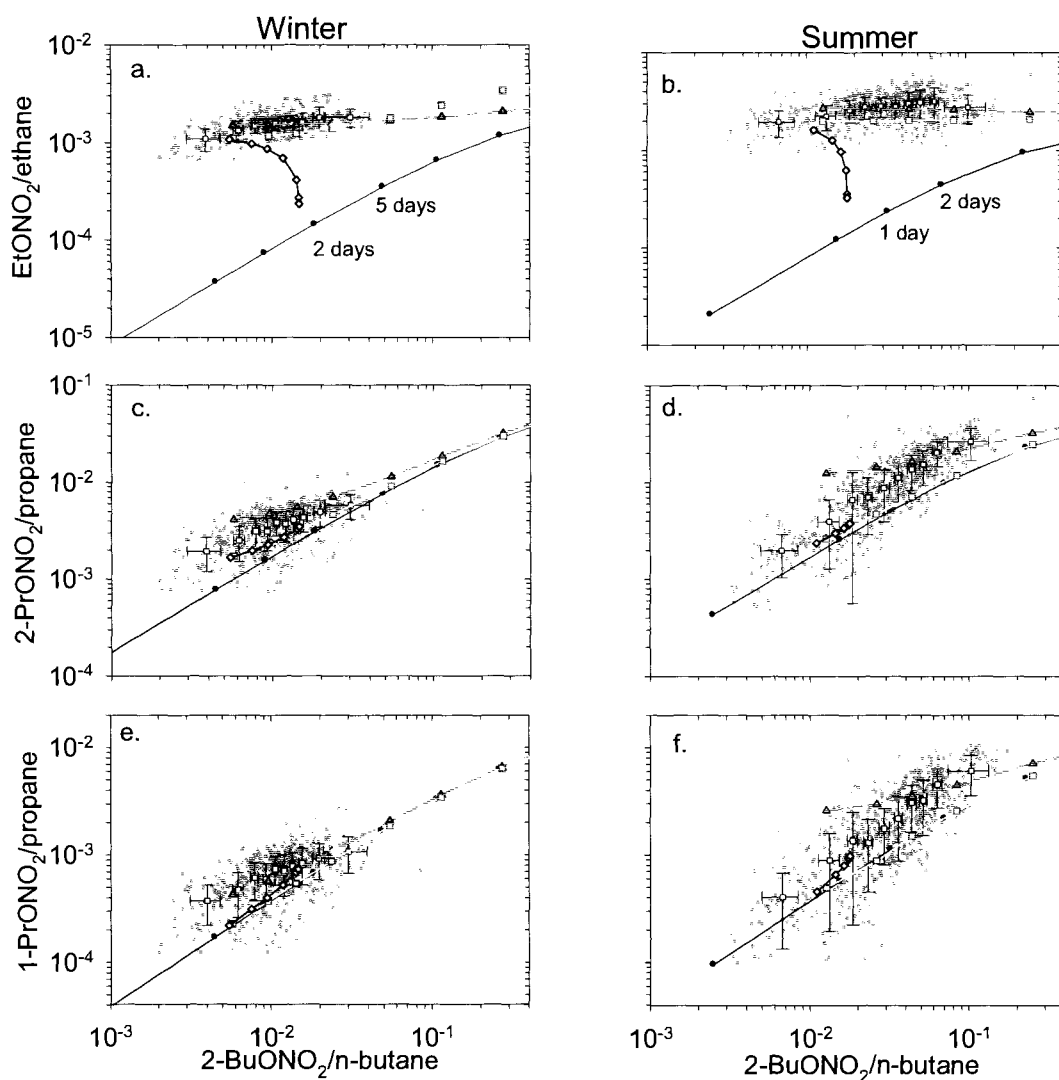 Winter
Summer
a.
b.
EtONO₂/ethane
10⁻²
10⁻³
10⁻⁴
10⁻⁵
5 days
2 days
2 days
1 day
c.
d.
2-PrONO₂/propane
10⁻¹
10⁻²
10⁻³
10⁻⁴
e.
f.
1-PrONO₂/propane
10⁻²
10⁻³
10⁻⁴
10⁻³
10⁻²
10⁻¹
10⁻³
10⁻²
10⁻¹
2-BuONO₂/n-butane
2-BuONO₂/n-butane